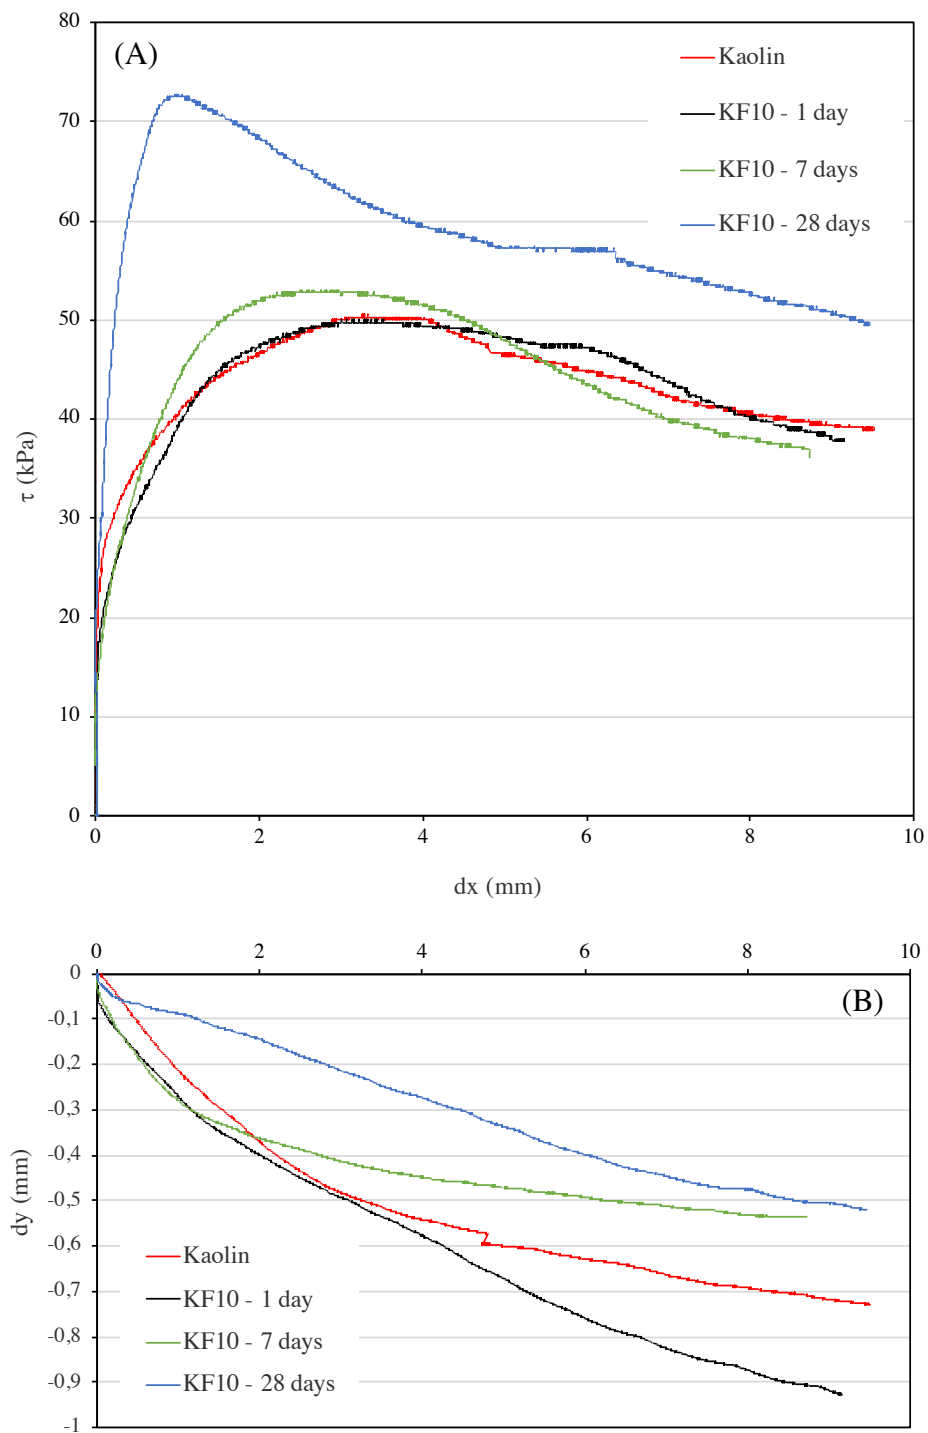 80
(A)
Kaolin
70
KF10 - 1 day
KF10 - 7 days
60
KF10 - 28 days
50
40
τ (kPa)
30
20
10
0
0 2 4 6 8 10
dx (mm)
0 2 4 6 8 10
0
(B)
-0,1
-0,2
-0,3
-0,4
dy (mm)
-0,5
-0,6
Kaolin
-0,7
KF10 - 1 day
-0,8
KF10 - 7 days
-0,9
KF10 - 28 days
-1